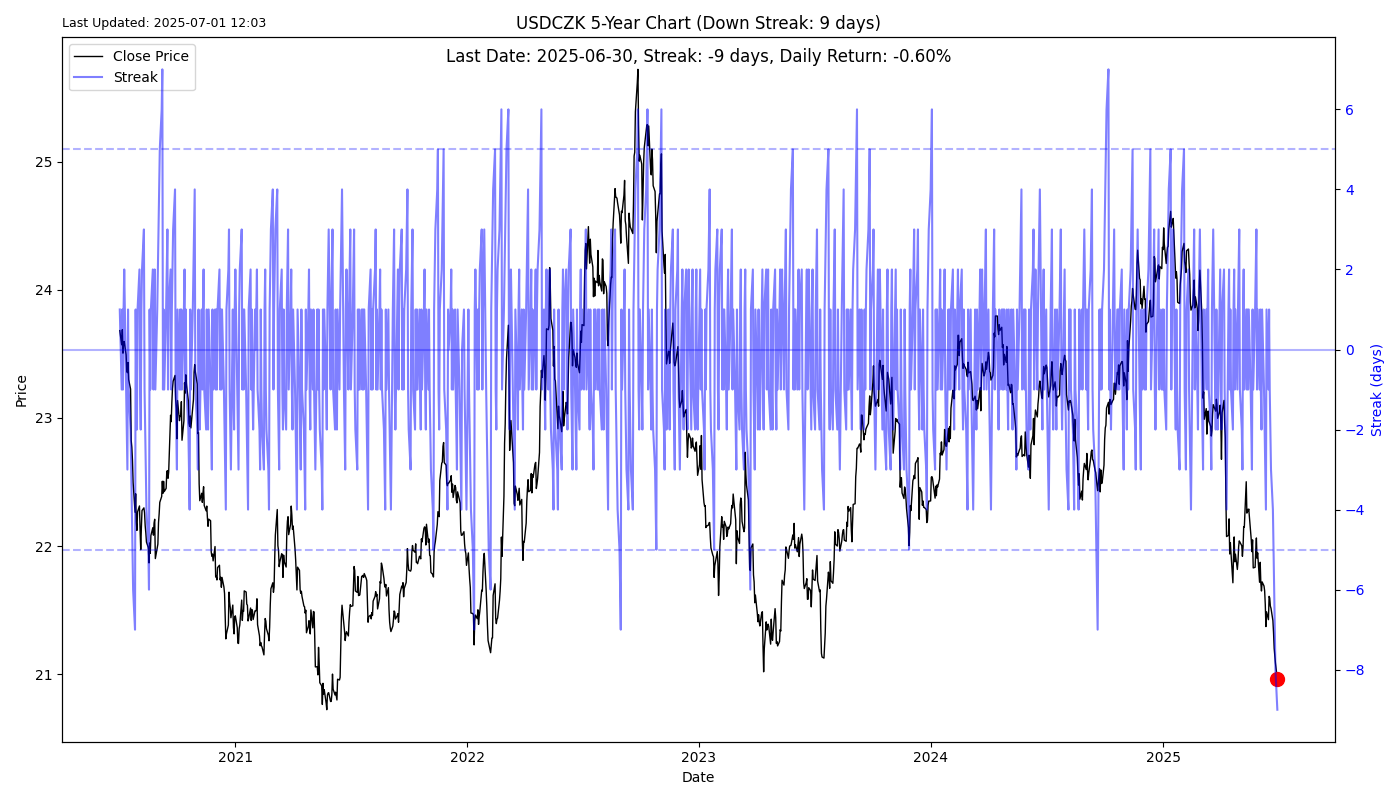 Last Updated: 2025-07-01 12:03
USDCZK 5-Year Chart (Down Streak: 9 days)
Last Date: 2025-06-30, Streak: -9 days, Daily Return: -0.60%
Close Price
Streak
Price
25
24
23
22
21
6
4
2
0
−2
−4
−6
−8
Streak (days)
2021
2022
2023
2024
2025
Date